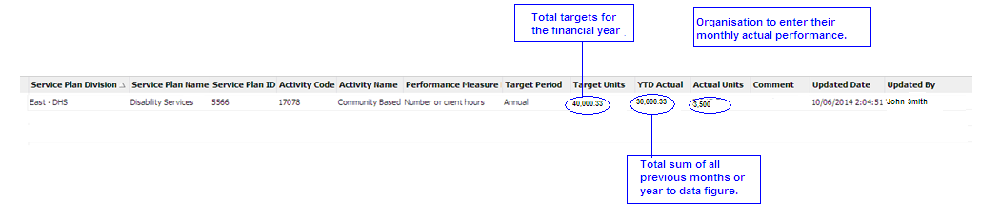 Total targets for
the financial year
Organisation to enter their
monthly actual performance.
Service Plan Division Service Plan Name Service Plan ID Activity Code Activity Name Performance Measure Target Period Target Units YTD Actual Actual Units Comment Updated Date Updated By
East - DHS Disability Services 5566 17078 Community Based Number of client hours Annual 40,000.33 30,000.33 3,500 10/06/2014 2:04:51 John Smith
Total sum of all
previous months or
year to data figure.